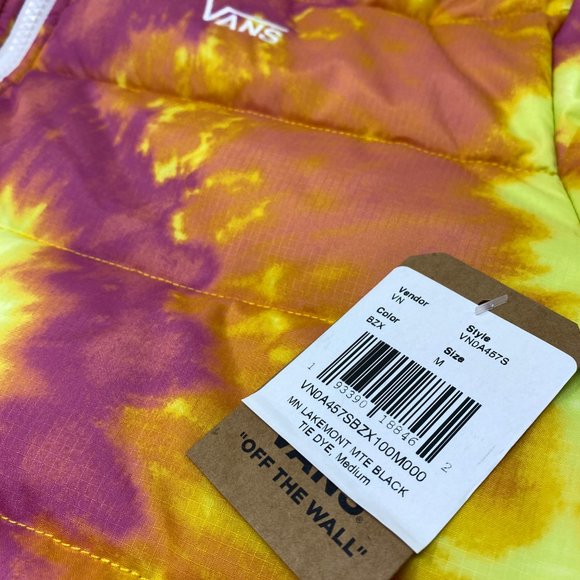 VANS
Vendor
VN
Style
VN0A457S
Color
BZX
Size
M
1 93390 18846 2
VN0A457SBZX100M000
MN LAKEMONT MTE BLACK
TIE DYE, Medium
VANS
"OFF THE WALL"